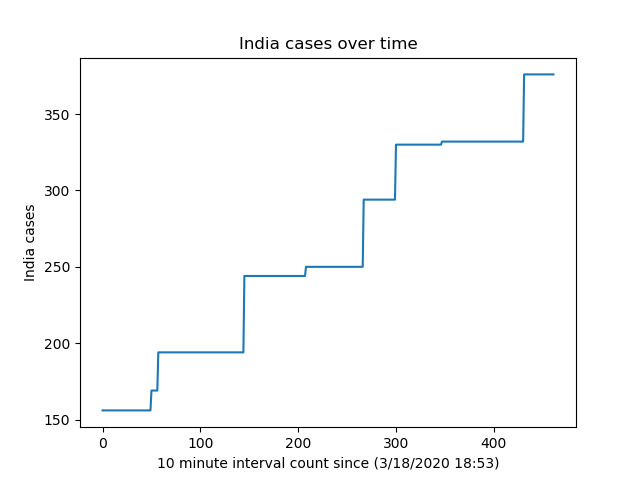 India cases over time
350
300
250
200
150
India cases
0 100 200 300 400
10 minute interval count since (3/18/2020 18:53)